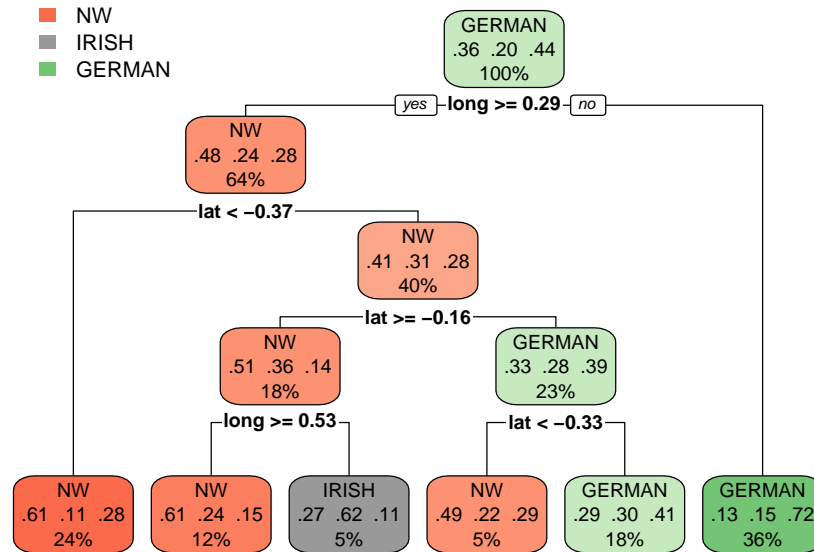 NW
IRISH
GERMAN
GERMAN
.36 .20 .44
100%
yes long >= 0.29 no
NW
.48 .24 .28
64%
lat < −0.37
NW
.41 .31 .28
40%
lat >= −0.16
NW
.51 .36 .14
18%
GERMAN
.33 .28 .39
23%
long >= 0.53
lat < −0.33
NW
.61 .11 .28
24%
NW
.61 .24 .15
12%
IRISH
.27 .62 .11
5%
NW
.49 .22 .29
5%
GERMAN
.29 .30 .41
18%
GERMAN
.13 .15 .72
36%